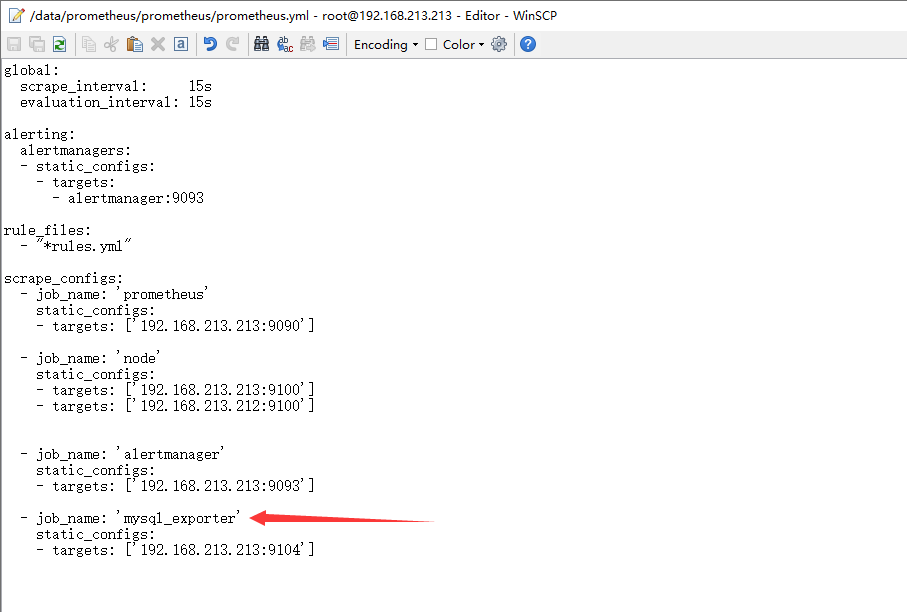 /data/prometheus/prometheus/prometheus.yml - root@192.168.213.213 - Editor - WinSCP
Encoding Color
global:
  scrape_interval:     15s
  evaluation_interval: 15s

alerting:
  alertmanagers:
  - static_configs:
    - targets:
      - alertmanager:9093

rule_files:
  - "*rules.yml"

scrape_configs:
  - job_name: 'prometheus'
    static_configs:
    - targets: ['192.168.213.213:9090']

  - job_name: 'node'
    static_configs:
    - targets: ['192.168.213.213:9100']
    - targets: ['192.168.213.212:9100']


  - job_name: 'alertmanager'
    static_configs:
    - targets: ['192.168.213.213:9093']

  - job_name: 'mysql_exporter'
    static_configs:
    - targets: ['192.168.213.213:9104']